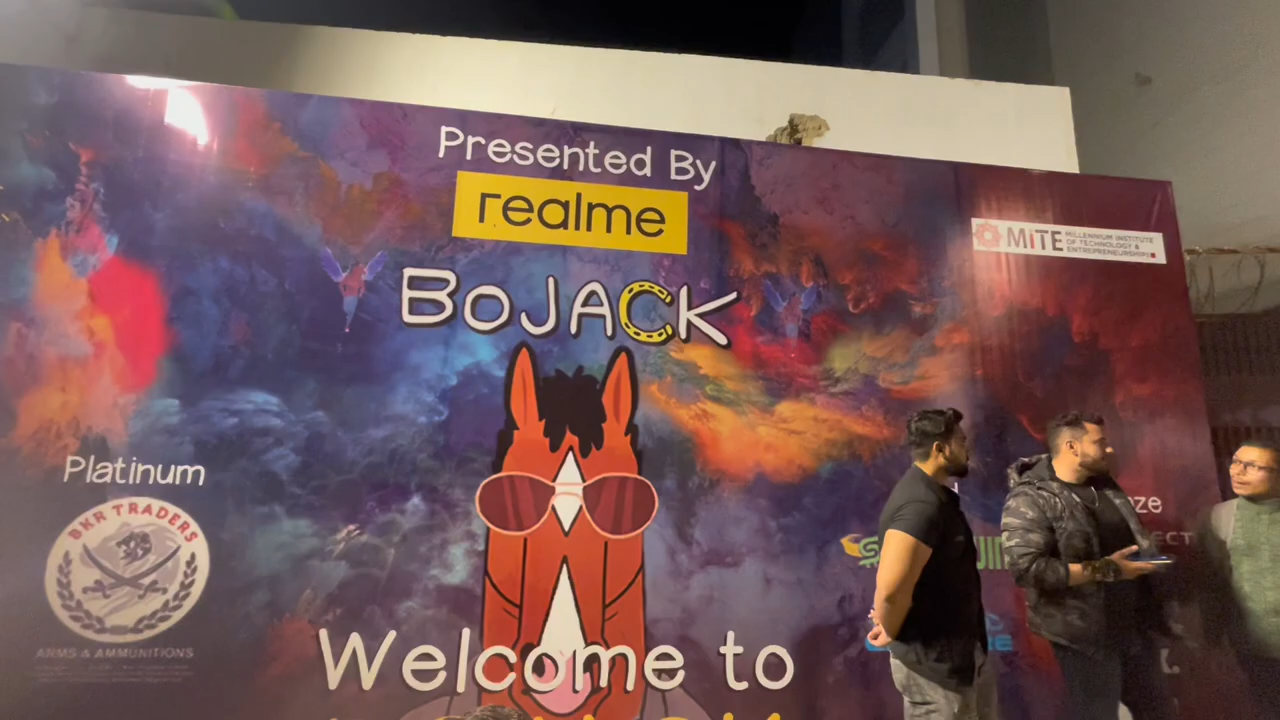 Presented By
realme
BOJACK
MiTE MILLENNIUM INSTITUTE
OF TECHNOLOGY &
ENTREPRENEURSHIP
Platinum
BKR TRADERS
ARMS & AMMUNITIONS
Welcome to